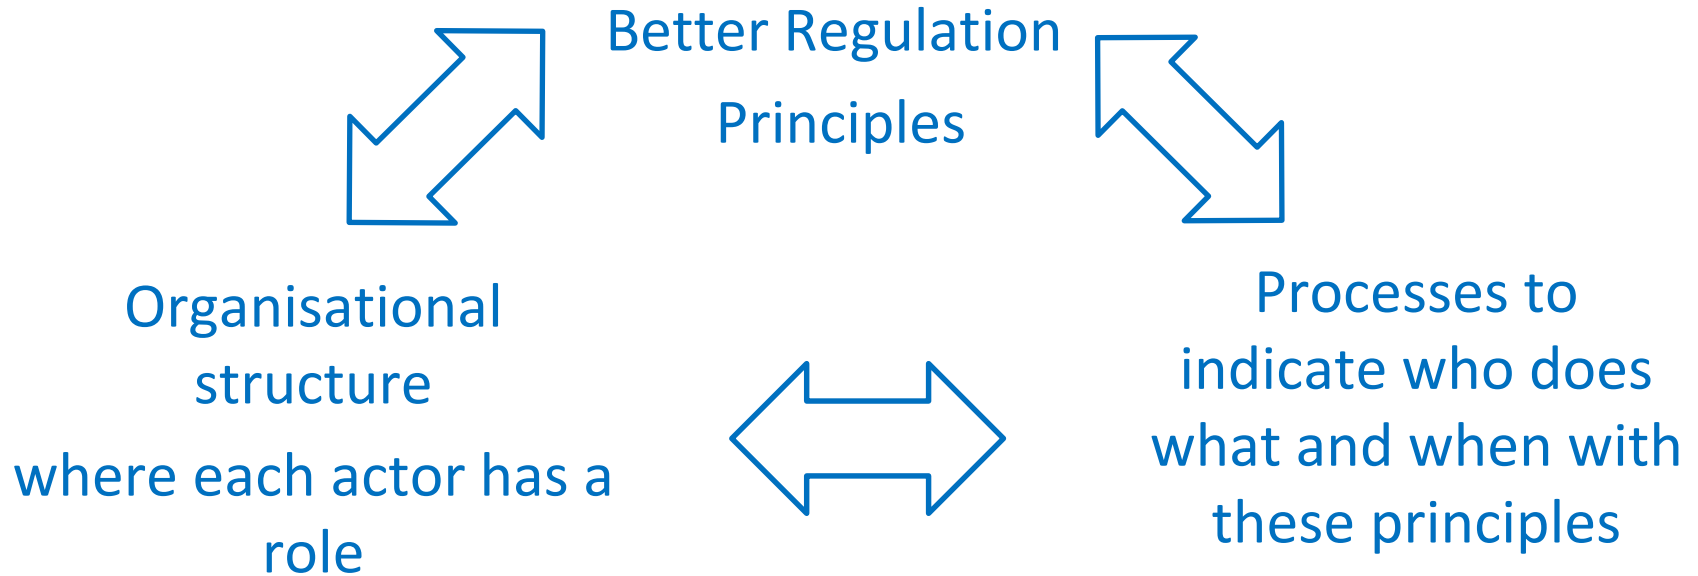 Better Regulation
Principles
Organisational
structure
where each actor has a
role
Processes to
indicate who does
what and when with
these principles